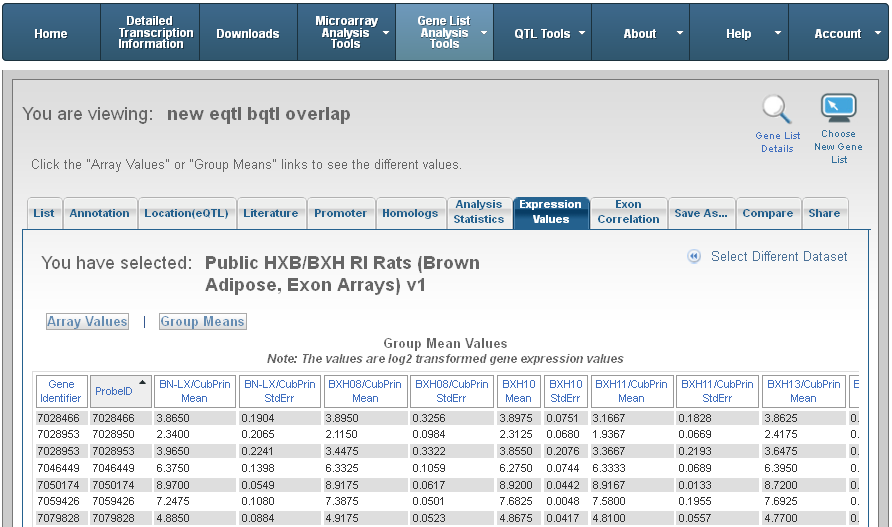 Home
Detailed
Transcription
Information
Downloads
Microarray
Analysis
Tools
Gene List
Analysis
Tools
QTL Tools
About
Help
Account
You are viewing: new eqtl bqtl overlap
Gene List
Details
Choose
New Gene
List
Click the "Array Values" or "Group Means" links to see the different values.
List
Annotation
Location(eQTL)
Literature
Promoter
Homologs
Analysis
Statistics
Expression
Values
Exon
Correlation
Save As...
Compare
Share
You have selected: Public HXB/BXH RI Rats (Brown
Adipose, Exon Arrays) v1
Select Different Dataset
Array Values | Group Means
Group Mean Values
Note: The values are log2 transformed gene expression values
Gene
Identifier
ProbeID
BN-LX/CubPrin
Mean
BN-LX/CubPrin
StdErr
BXH08/CubPrin
Mean
BXH08/CubPrin
StdErr
BXH10
Mean
BXH10
StdErr
BXH11/CubPrin
Mean
BXH11/CubPrin
StdErr
BXH13/CubPrin
Mean
7028466 7028466 3.8650 0.1904 3.8950 0.3256 3.8975 0.0751 3.1667 0.1828 3.8625 0.
7028953 7028950 2.3400 0.2065 2.1150 0.0984 2.3125 0.0680 1.9367 0.0669 2.4175 0.
7028953 7028953 3.9650 0.2241 3.4475 0.3322 3.8550 0.2076 3.3667 0.2193 3.6475 0.
7046449 7046449 6.3750 0.1398 6.3325 0.1059 6.2750 0.0744 6.3333 0.0689 6.3950 0.
7050174 7050174 8.9700 0.0549 8.9175 0.0617 8.9200 0.0442 8.9167 0.0133 8.7200 0.
7059426 7059426 7.2475 0.1080 7.3875 0.0501 7.6825 0.0048 7.5800 0.1955 7.6925 0.
7079828 7079828 4.8850 0.0884 4.9175 0.0523 4.8675 0.0417 4.8100 0.0557 4.7700 0.